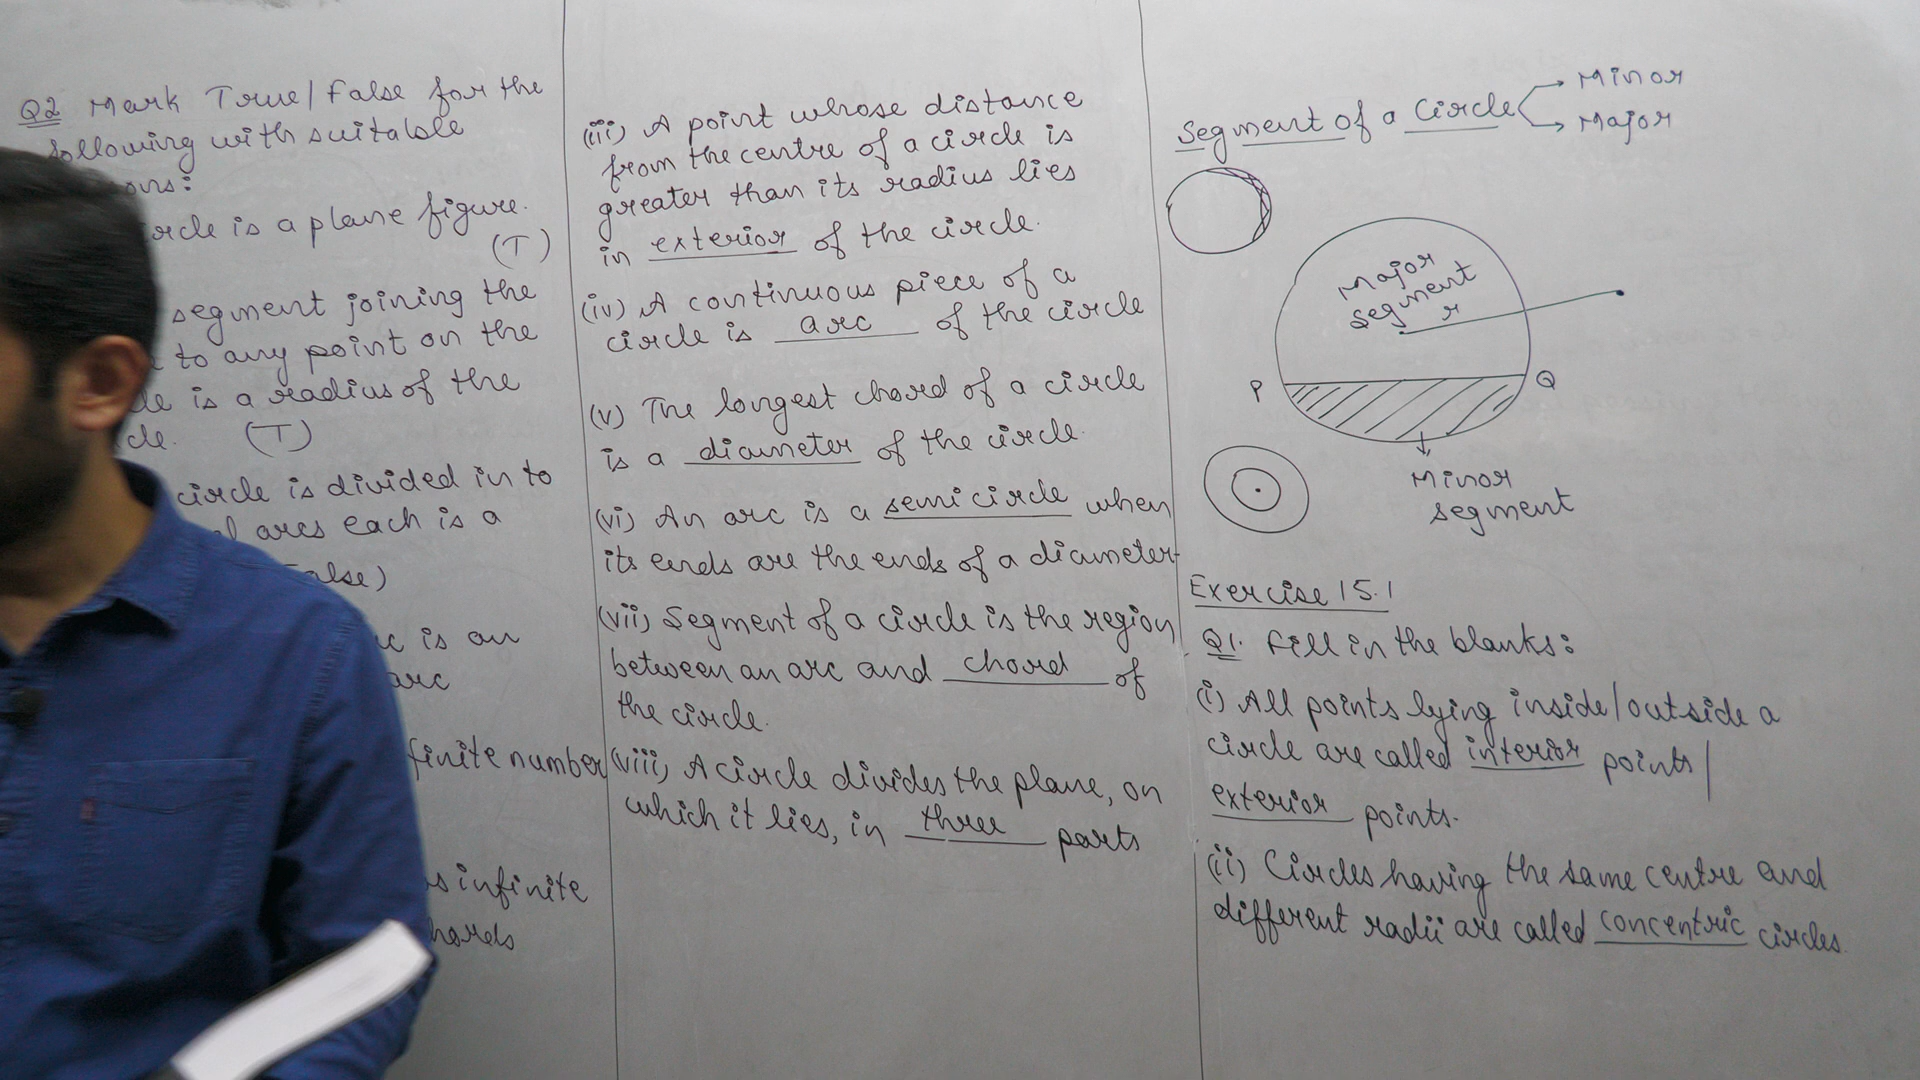 Q2 Mark True/False for the
following with suitable
ons:
rcle is a plane figure.
(T)
segment joining the
to any point on the
le is a radius of the
cle. (T)
circle is divided in to
l arcs each is a
alse)
c is an
arc
finite number
s infinite
hords
(iii) A point whose distance
from the centre of a circle is
greater than its radius lies
in exterior of the circle.
(iv) A continuous piece of a
circle is arc of the circle
(v) The longest chord of a circle
is a diameter of the circle.
(vi) An arc is a semicircle when
its ends are the ends of a diameter
(vii) Segment of a circle is the region
between an arc and chord of
the circle.
(viii) A circle divides the plane, on
which it lies, in three parts
Segment of a Circle
Minor
Major
Major
segment
r
P
Q
Minor
segment
Exercise 15.1
Q1. Fill in the blanks:
(i) All points lying inside/outside a
circle are called interior points/
exterior points.
(ii) Circles having the same centre and
different radii are called concentric circles.